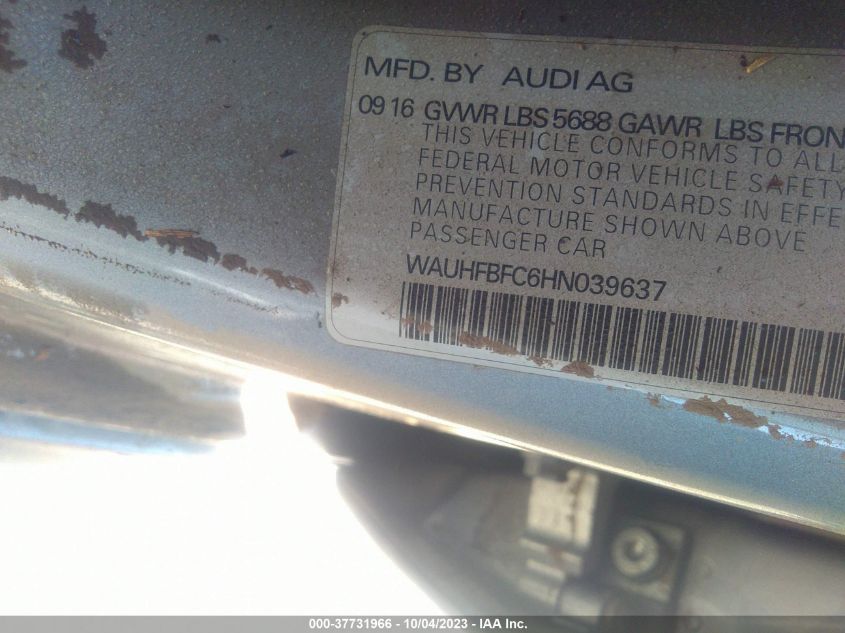 MFD. BY AUDI AG
09 16 GVWR LBS 5688 GAWR LBS FRON
THIS VEHICLE CONFORMS TO ALL
FEDERAL MOTOR VEHICLE SAFETY
PREVENTION STANDARDS IN EFFE
MANUFACTURE SHOWN ABOVE
PASSENGER CAR
WAUHFBFC6HN039637
000-37731966 - 10/04/2023 - IAA Inc.